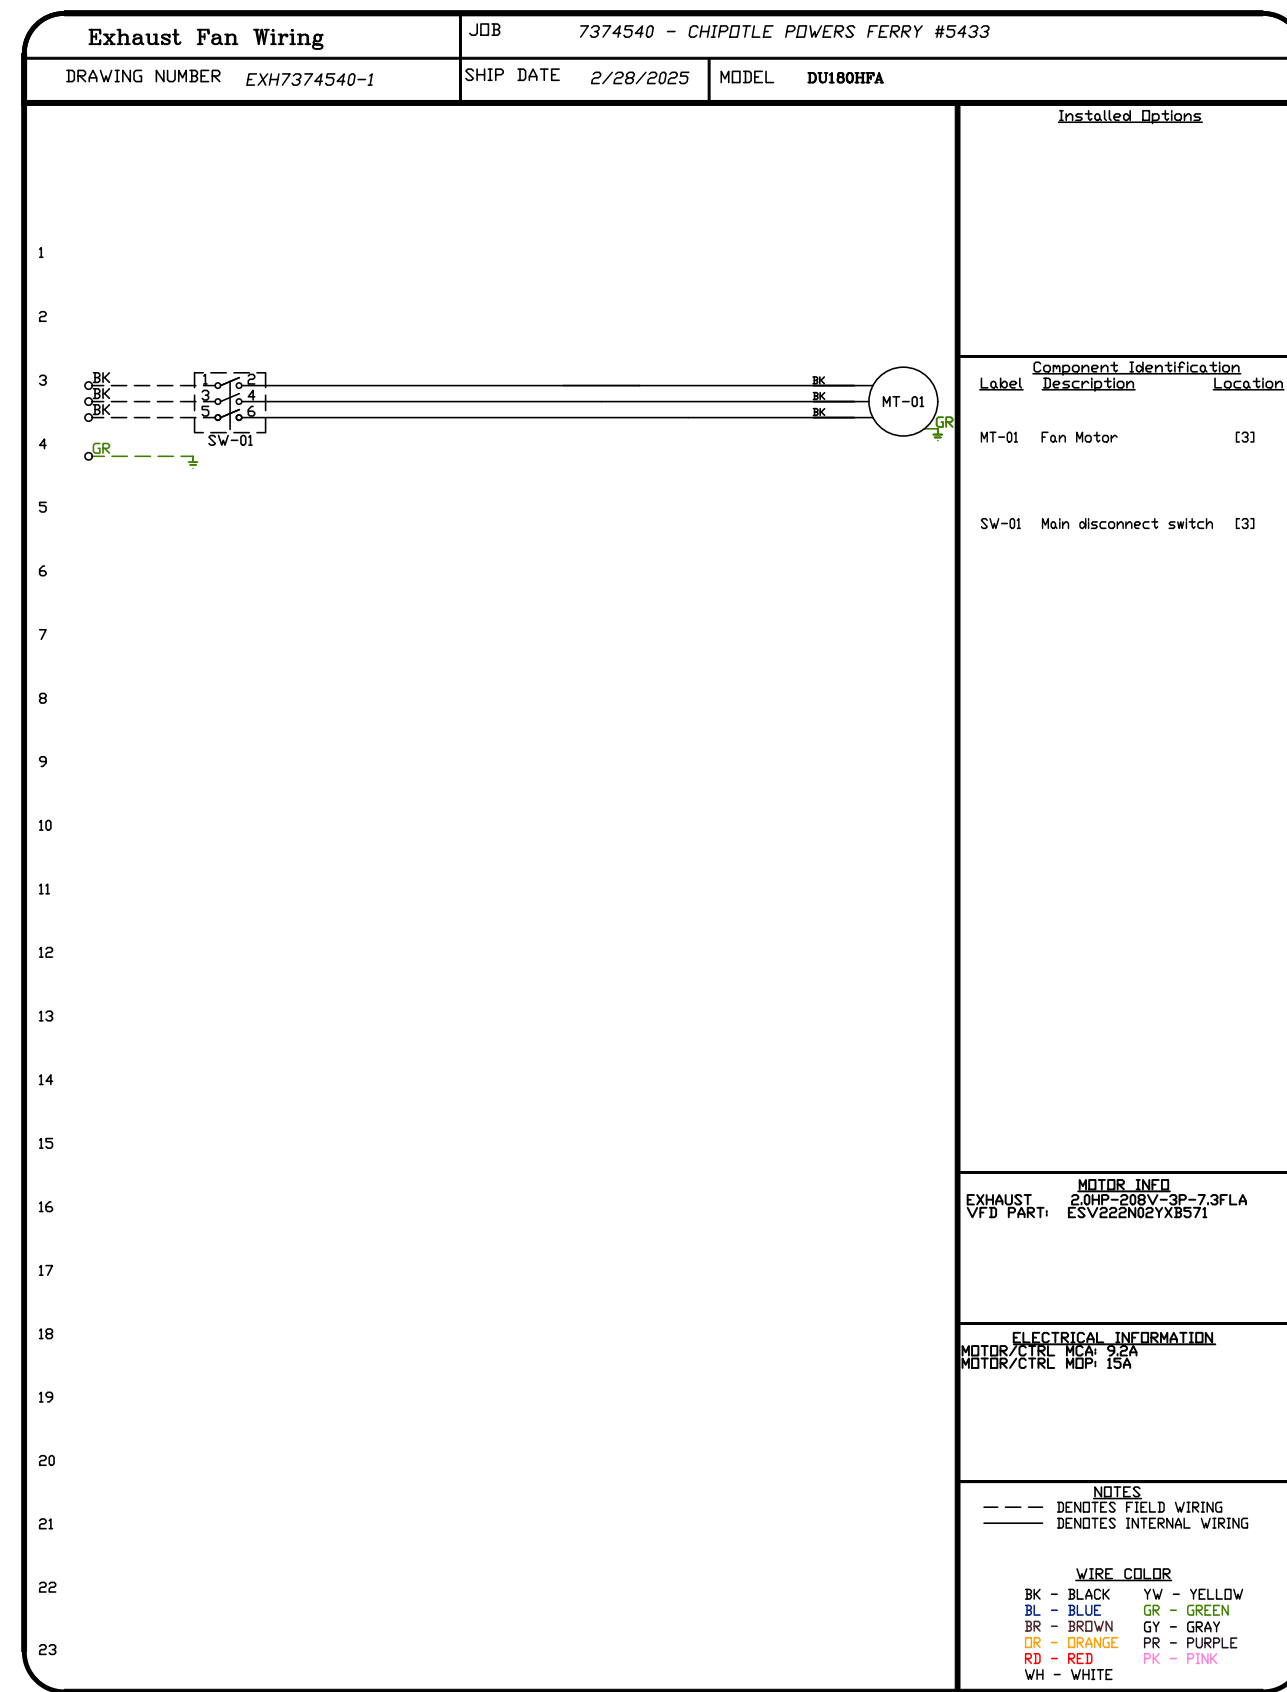 Exhaust Fan Wiring
JOB 7374540 - CHIPOTLE POWERS FERRY #5433
DRAWING NUMBER EXH7374540-1
SHIP DATE 2/28/2025
MODEL DU180HFA
Installed Options
1
2
3
4
5
6
7
8
9
10
11
12
13
14
15
16
17
18
19
20
21
22
23
BK 1 2 BK
BK 3 4 BK
BK 5 6 BK
MT-01
GR
SW-01
GR
Component Identification
Label Description Location
MT-01 Fan Motor [3]
SW-01 Main disconnect switch [3]
MOTOR INFO
EXHAUST 2.0HP-208V-3P-7.3FLA
VFD PART: ESV222N02YXB571
ELECTRICAL INFORMATION
MOTOR/CTRL MCA: 9.2A
MOTOR/CTRL MOP: 15A
NOTES
DENOTES FIELD WIRING
DENOTES INTERNAL WIRING
WIRE COLOR
BK - BLACK YW - YELLOW
BL - BLUE GR - GREEN
BR - BROWN GY - GRAY
OR - ORANGE PR - PURPLE
RD - RED PK - PINK
WH - WHITE